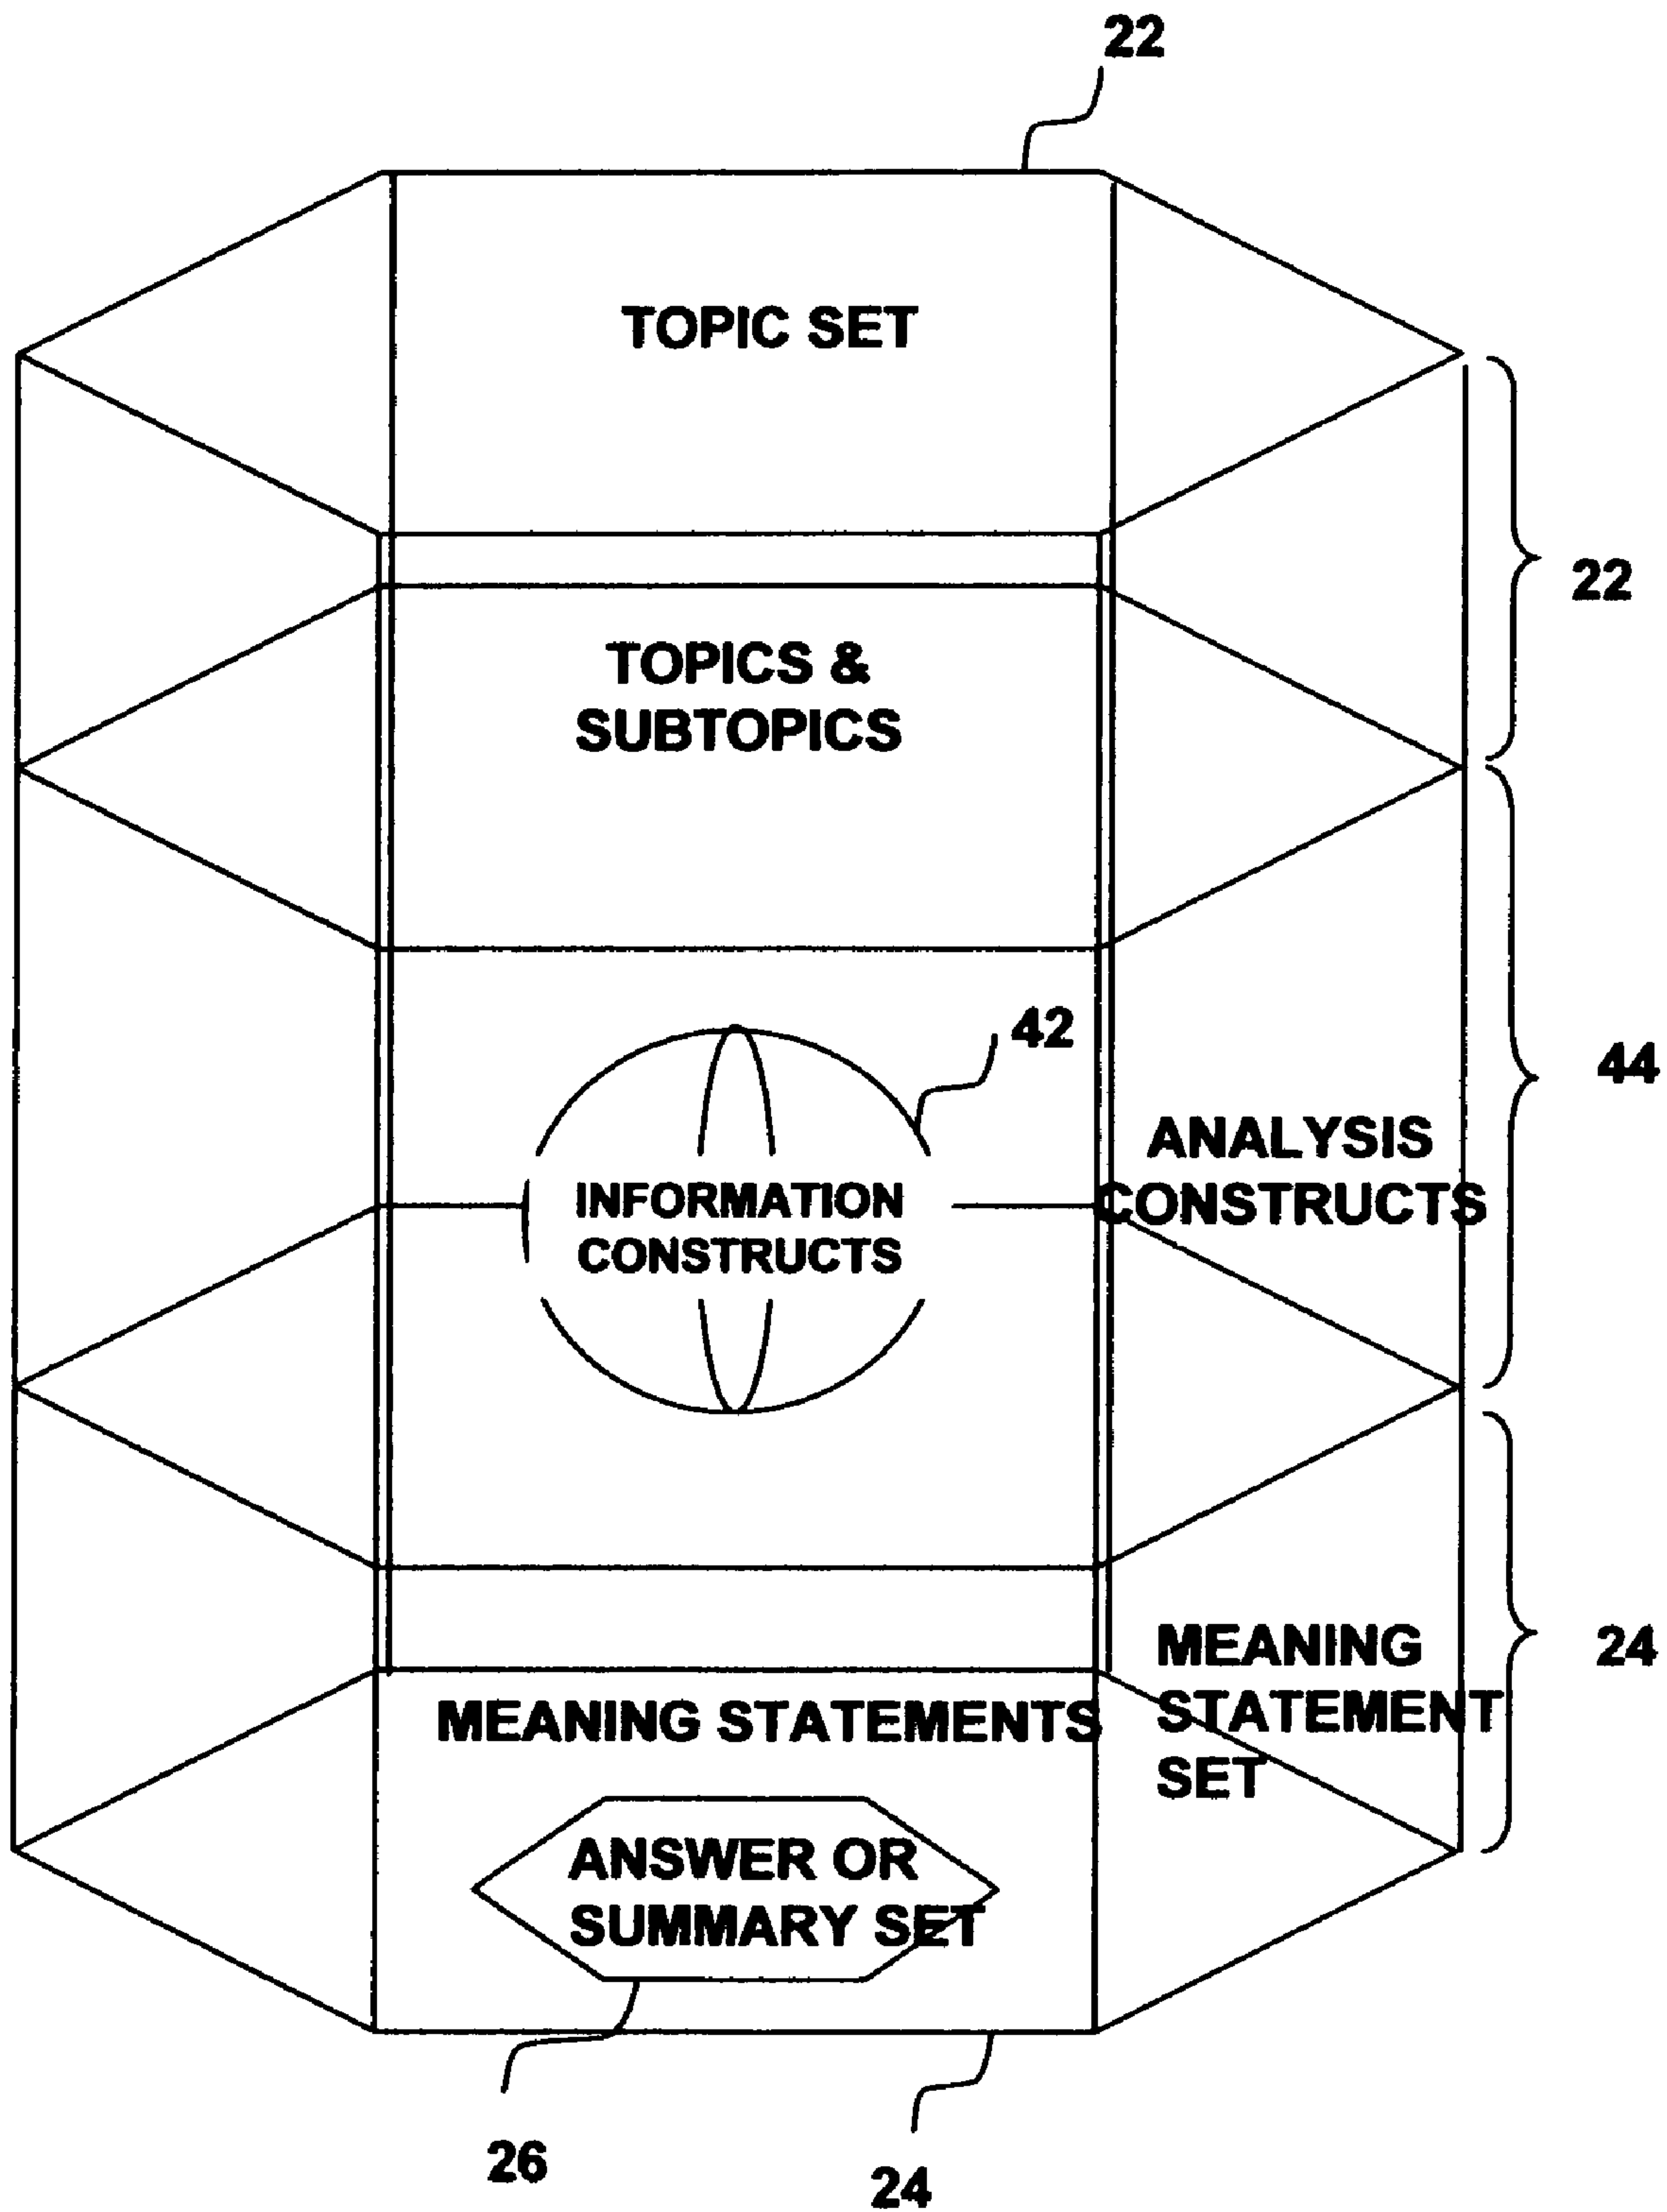 22
TOPIC SET
22
TOPICS &
SUBTOPICS
42
44
ANALYSIS
CONSTRUCTS
INFORMATION
CONSTRUCTS
24
MEANING
STATEMENT
SET
MEANING STATEMENTS
ANSWER OR
SUMMARY SET
26
24